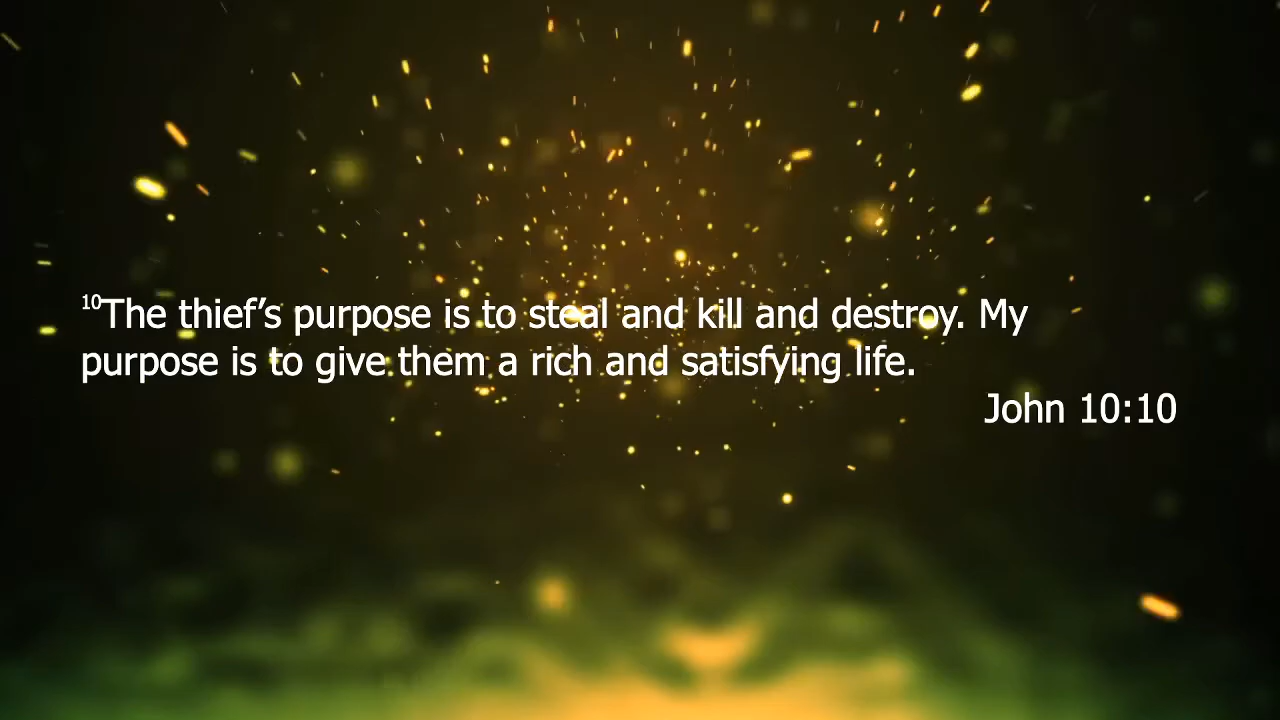 ¹⁰The thief’s purpose is to steal and kill and destroy. My
purpose is to give them a rich and satisfying life.
John 10:10